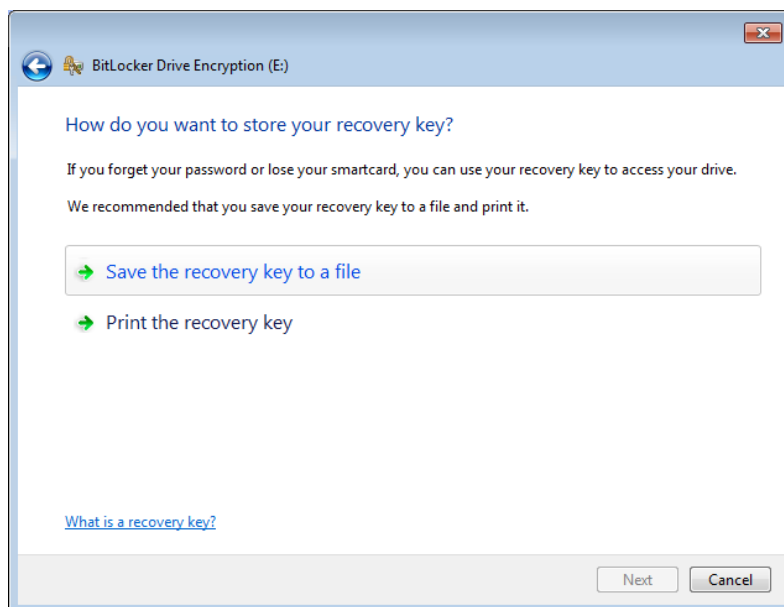 BitLocker Drive Encryption (E:)
How do you want to store your recovery key?
If you forget your password or lose your smartcard, you can use your recovery key to access your drive.
We recommended that you save your recovery key to a file and print it.
Save the recovery key to a file
Print the recovery key
What is a recovery key?
Next
Cancel